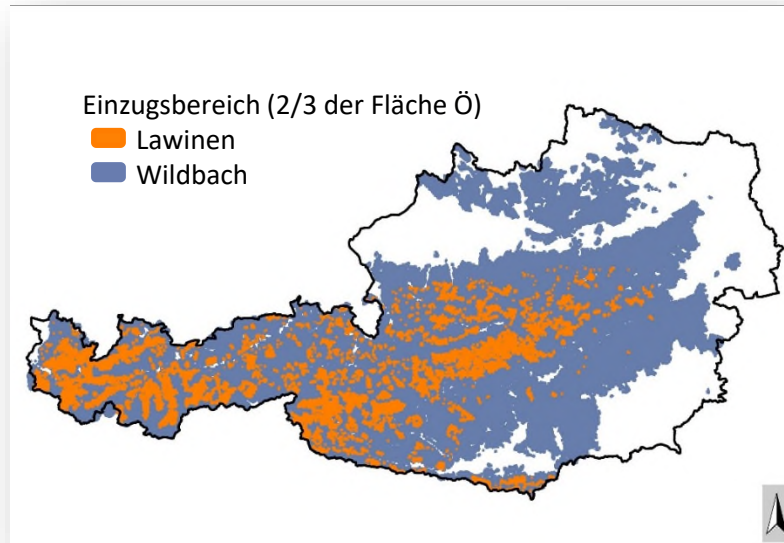 Einzugsbereich (2/3 der Fläche Ö)
Lawinen
Wildbach